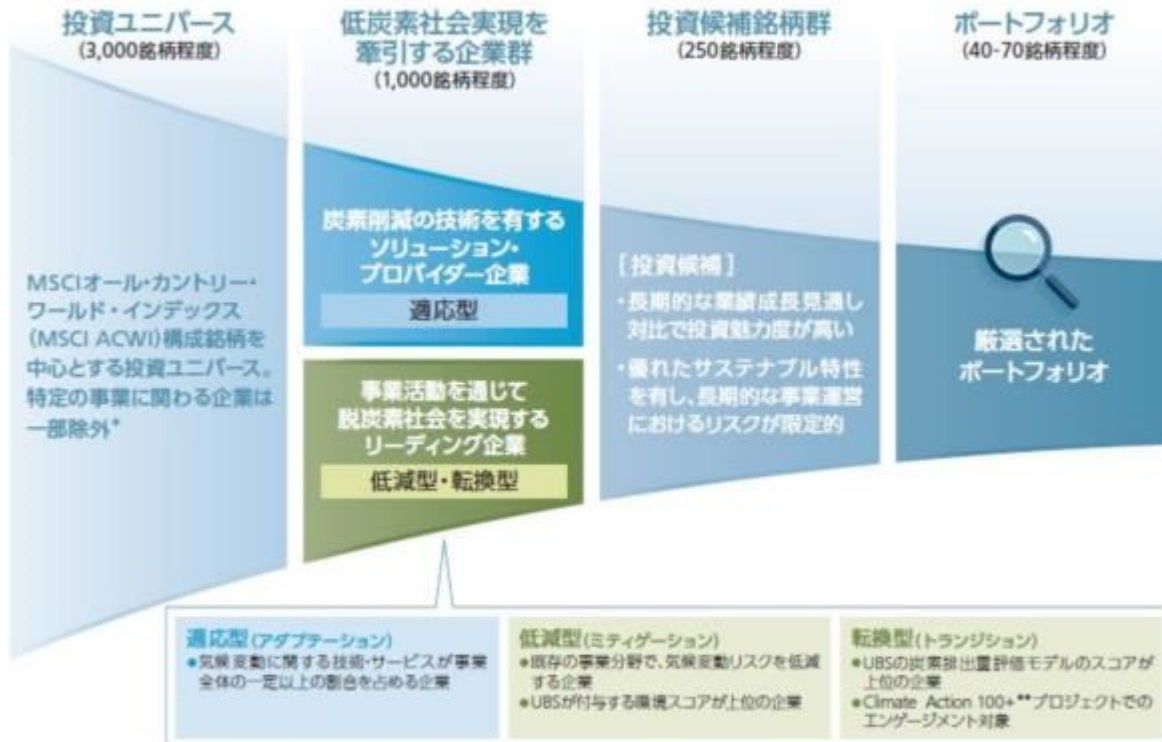 投資ユニバース
(3,000銘柄程度)
MSCIオール・カントリー・
ワールド・インデックス
(MSCI ACWI)構成銘柄を
中心とする投資ユニバース。
特定の事業に関わる企業は
一部除外*
低炭素社会実現を
牽引する企業群
(1,000銘柄程度)
炭素削減の技術を有する
ソリューション・
プロバイダー企業
適応型
事業活動を通じて
脱炭素社会を実現する
リーディング企業
低減型・転換型
投資候補銘柄群
(250銘柄程度)
[投資候補]
・長期的な業績成長見通し
対比で投資魅力度が高い
・優れたサステナブル特性
を有し、長期的な事業運営
におけるリスクが限定的
ポートフォリオ
(40-70銘柄程度)
厳選された
ポートフォリオ
適応型(アダプテーション)
●気候変動に関する技術・サービスが事業
全体の一定以上の割合を占める企業
低減型(ミティゲーション)
●既存の事業分野で、気候変動リスクを低減
する企業
●UBSが付与する環境スコアが上位の企業
転換型(トランジション)
●UBSの炭素排出量評価モデルのスコアが
上位の企業
●Climate Action 100+**プロジェクトでの
エンゲージメント対象